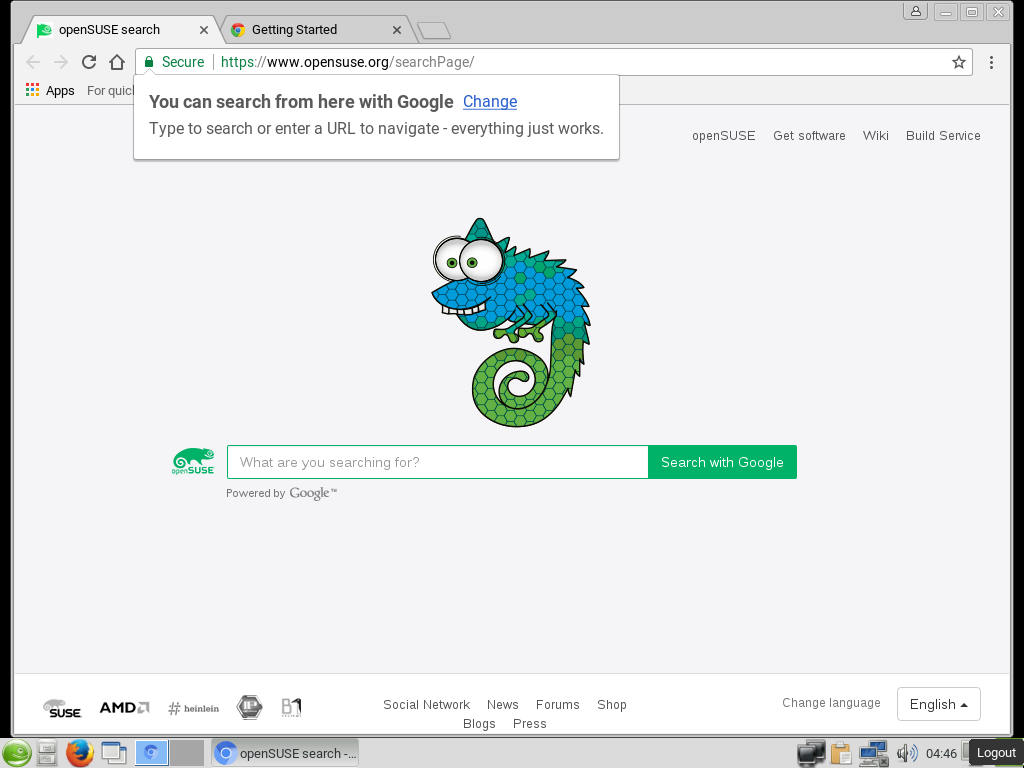 openSUSE search
Getting Started
Secure https://www.opensuse.org/searchPage/
Apps For quic
You can search from here with Google Change
Type to search or enter a URL to navigate - everything just works.
openSUSE Get software Wiki Build Service
openSUSE
What are you searching for?
Search with Google
Powered by Google™
SUSE
AMD
# heinlein
B1
Social Network News Forums Shop
Blogs Press
Change language
English
openSUSE search -...
04:46
Logout